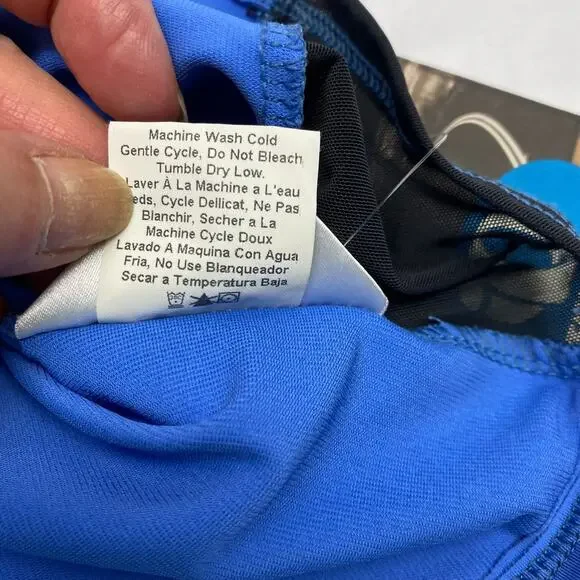 Machine Wash Cold
Gentle Cycle, Do Not Bleach
Tumble Dry Low.
Laver À La Machine a L'eau
eds, Cycle Dellicat, Ne Pas
Blanchir, Secher a La
Machine Cycle Doux
Lavado A Maquina Con Agua
Fria, No Use Blanqueador
Secar a Temperatura Baja